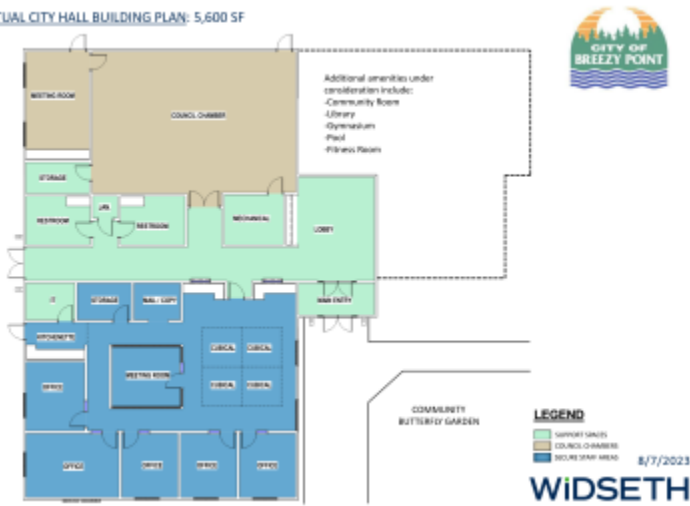 TUAL CITY HALL BUILDING PLAN: 5,600 SF
CITY OF
BREEZY POINT
Additional amenities under
consideration include:
-Community Room
-Library
-Gymnasium
-Pool
-Fitness Room
MEETING ROOM
COUNCIL CHAMBER
STORAGE
JAN.
RESTROOM
RESTROOM
MECHANICAL
LOBBY
IT
STORAGE
MAIL / COPY
MAIN ENTRY
KITCHENETTE
CUBICAL
CUBICAL
MEETING ROOM
CUBICAL
CUBICAL
OFFICE
OFFICE
OFFICE
OFFICE
OFFICE
COMMUNITY
BUTTERFLY GARDEN
LEGEND
SUPPORT SPACES
COUNCIL CHAMBERS
SECURE STAFF AREAS
8/7/2023
WiDSETH